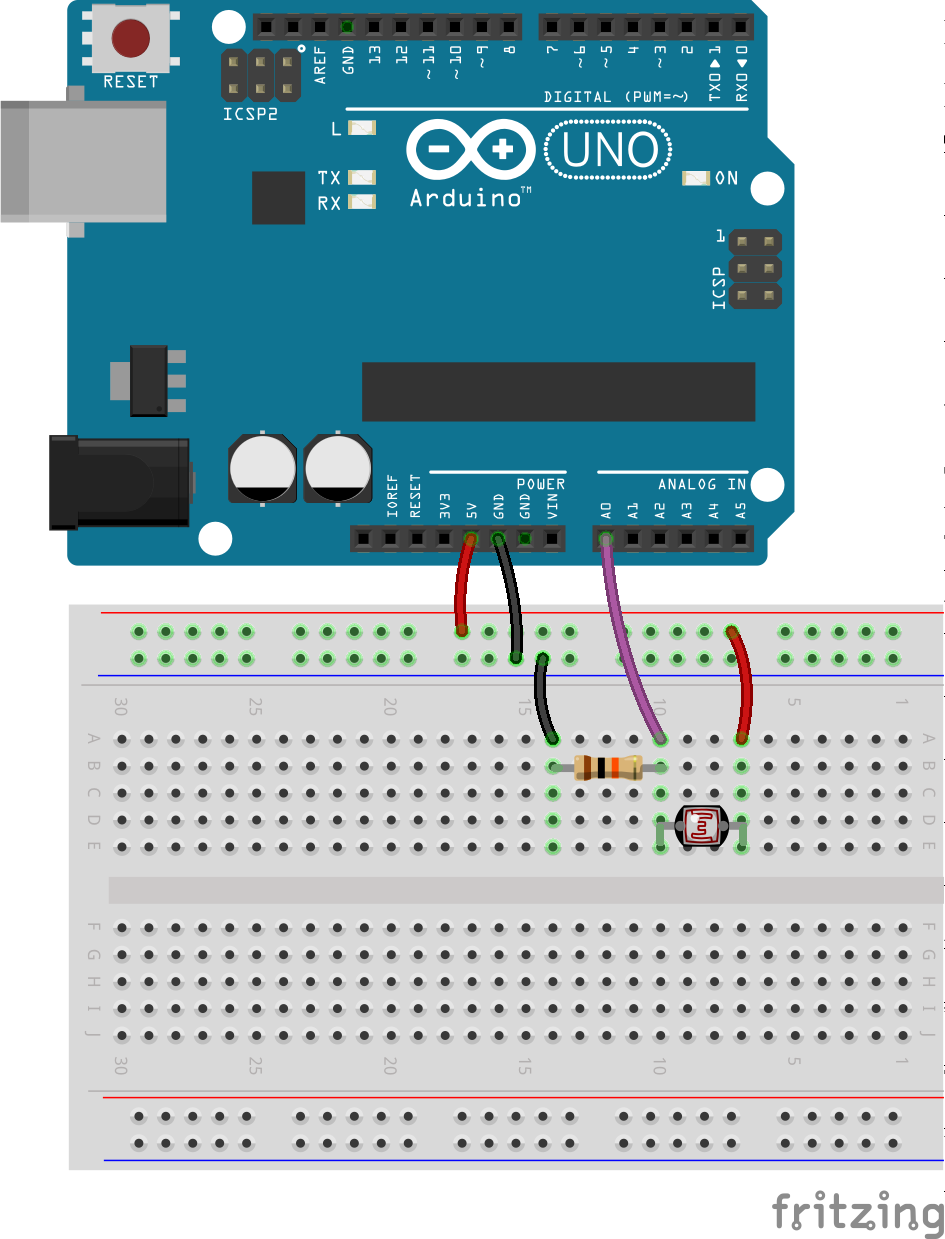 RESET
ICSP2
AREF
GND
13
12
~11
~10
~9
8
7
~6
~5
4
~3
2
TX0▶1
RX0◀0
DIGITAL (PWM=~)
L
TX
RX
Arduino™
UNO
ON
1
ICSP
IOREF
RESET
3V3
5V
GND
GND
VIN
POWER
ANALOG IN
A0
A1
A2
A3
A4
A5
30
25
20
15
10
5
1
A
A
B
B
C
C
D
D
E
E
F
F
G
G
H
H
I
I
J
J
30
25
20
15
10
5
1
fritzing